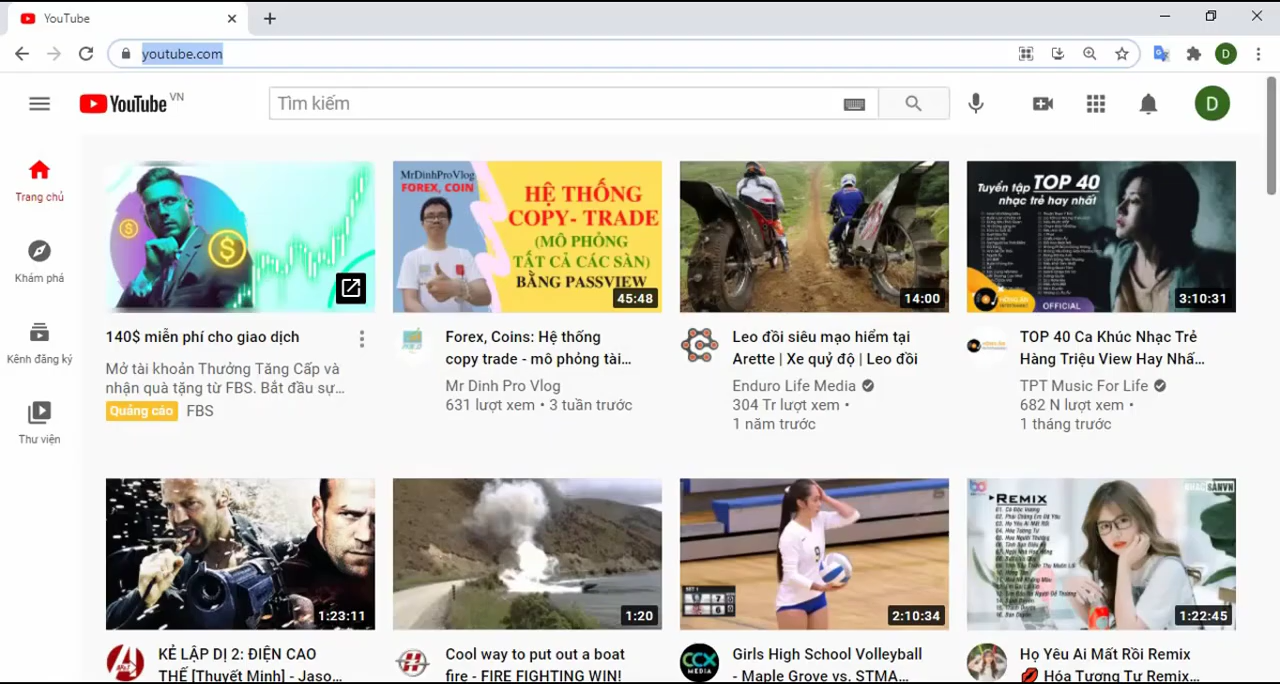 YouTube
youtube.com
D
YouTube VN
Tìm kiếm
D
Trang chủ
Khám phá
Kênh đăng ký
Thư viện
140$ miễn phí cho giao dịch
Mở tài khoản Thưởng Tăng Cấp và
nhận quà tặng từ FBS. Bắt đầu sự...
Quảng cáo FBS
MrDinhProVlog
FOREX, COIN
HỆ THỐNG
COPY- TRADE
(MÔ PHỎNG
TẤT CẢ CÁC SÀN)
BẰNG PASSVIEW
45:48
Forex, Coins: Hệ thống
copy trade - mô phỏng tài...
Mr Dinh Pro Vlog
631 lượt xem • 3 tuần trước
14:00
Leo đồi siêu mạo hiểm tại
Arette | Xe quỷ độ | Leo đồi
Enduro Life Media
304 Tr lượt xem •
1 năm trước
Tuyển tập TOP 40
nhạc trẻ hay nhất
OFFICIAL
3:10:31
TOP 40 Ca Khúc Nhạc Trẻ
Hàng Triệu View Hay Nhấ...
TPT Music For Life
682 N lượt xem •
1 tháng trước
1:23:11
KẺ LẬP DỊ 2: ĐIỆN CAO
THẾ [Thuyết Minh] - Jaso...
1:20
Cool way to put out a boat
fire - FIRE FIGHTING WIN!
SET 1
7
6
2:10:34
CCX
MEDIA
Girls High School Volleyball
- Maple Grove vs. STMA...
REMIX
1:22:45
Họ Yêu Ai Mất Rồi Remix
💋 Hóa Tương Tư Remix...